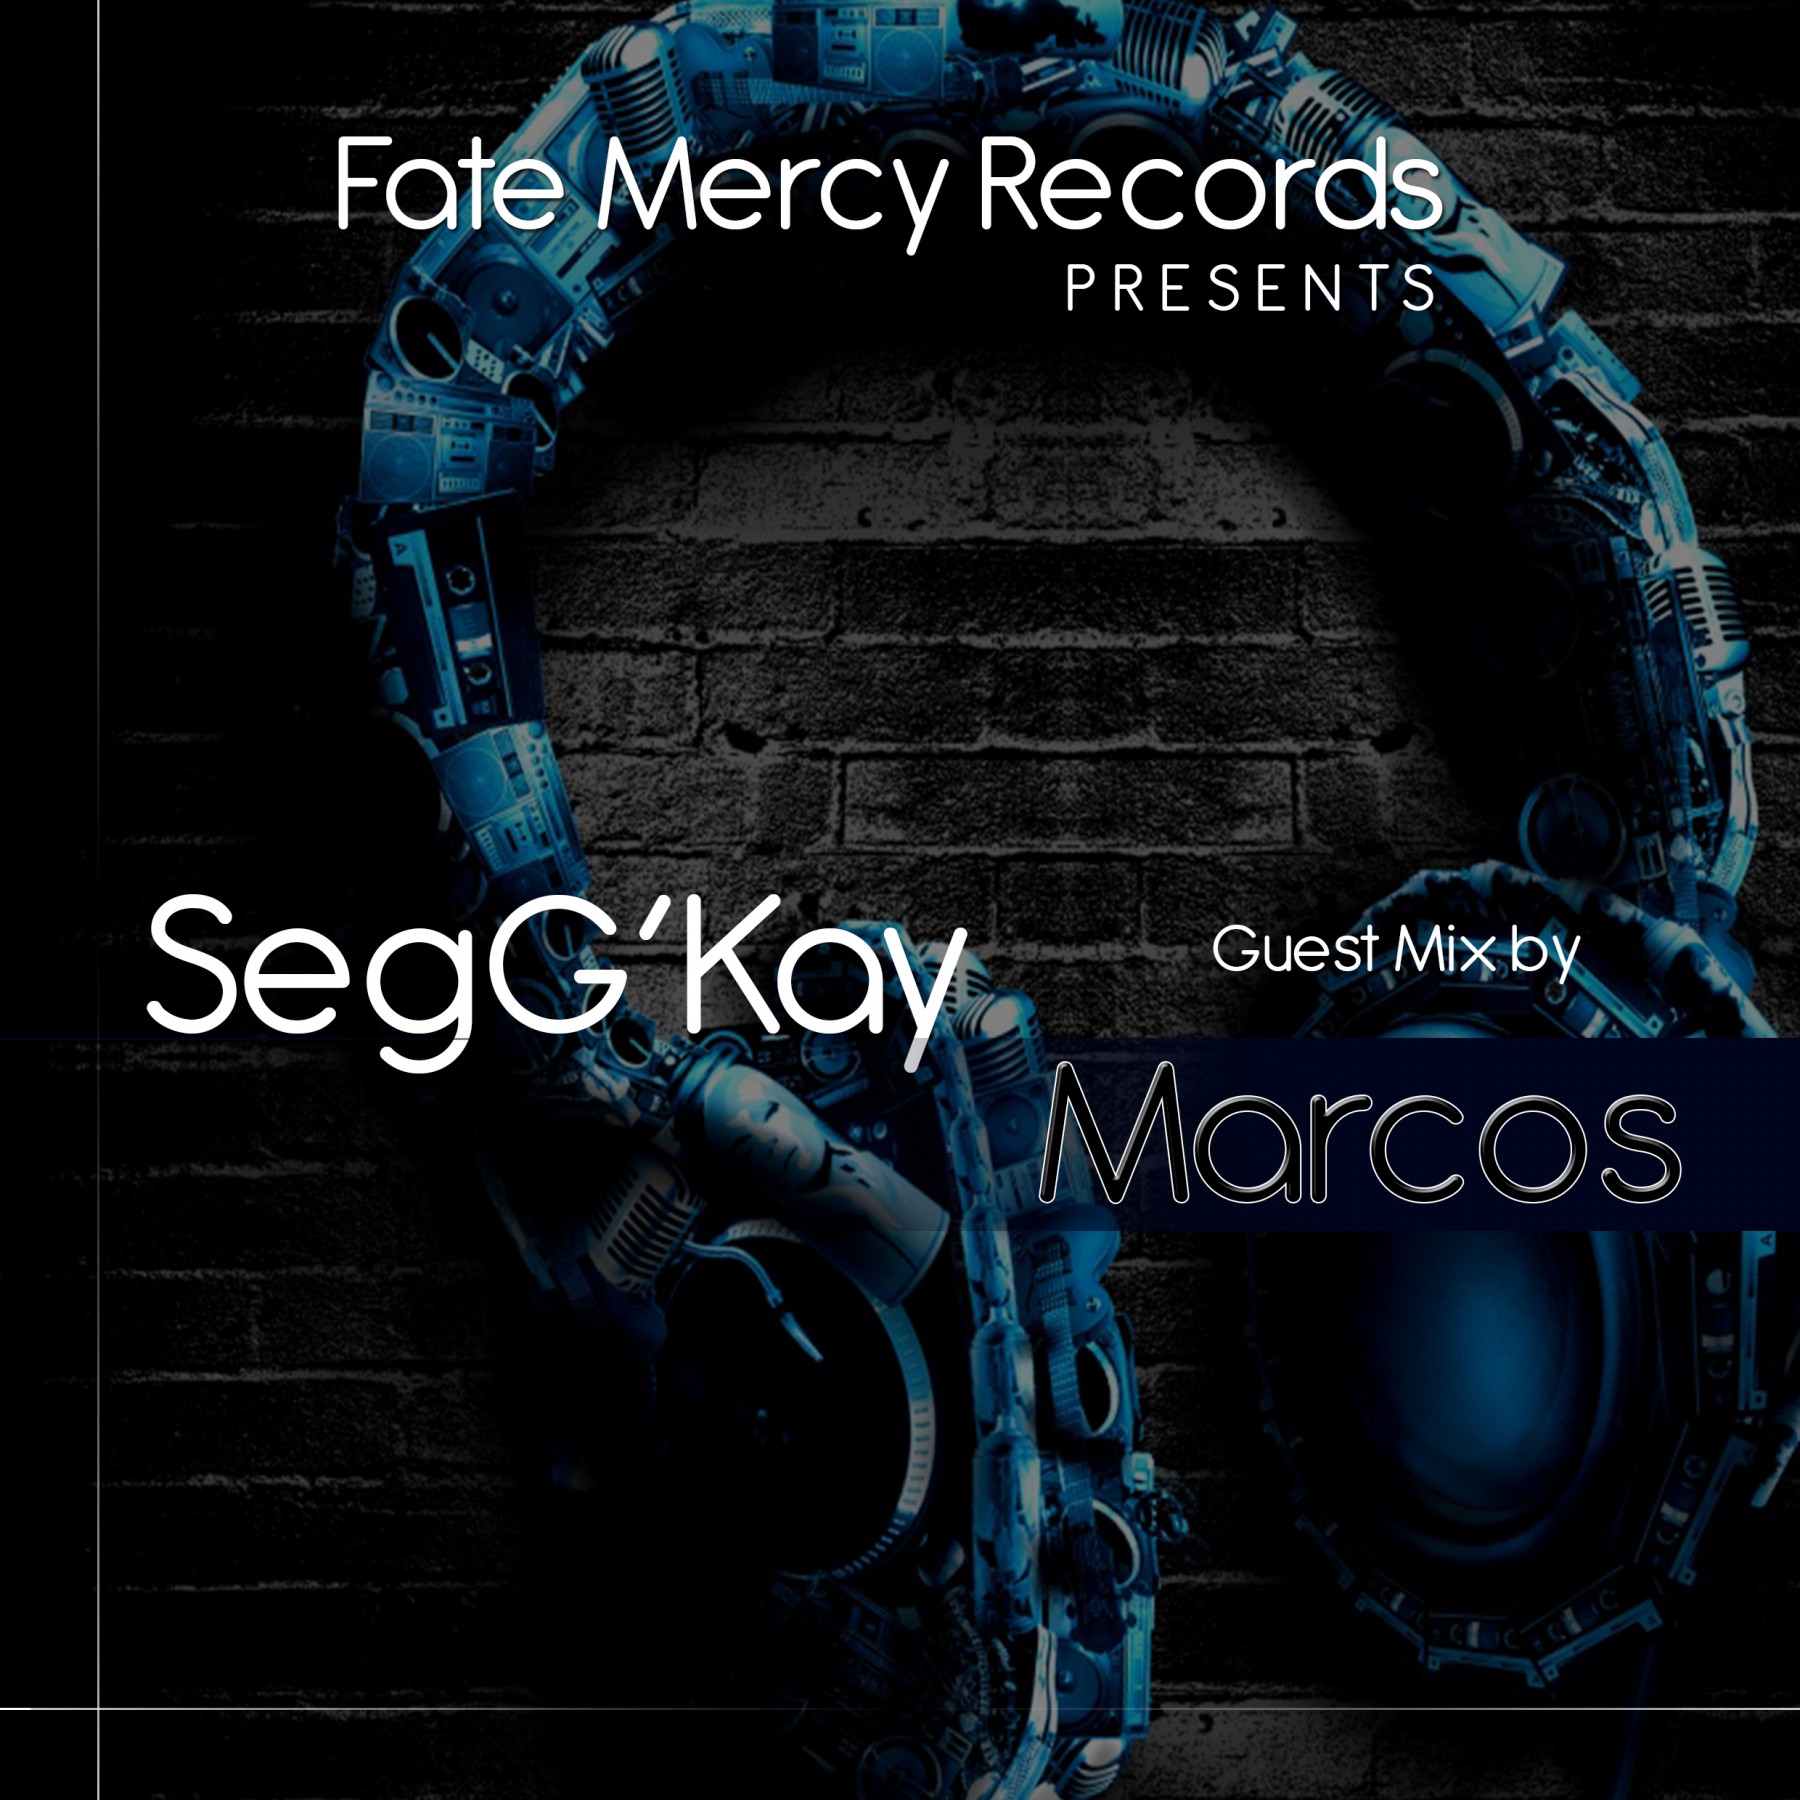 Fate Mercy Records
PRESENTS
SegG'Kay
Guest Mix by
Marcos